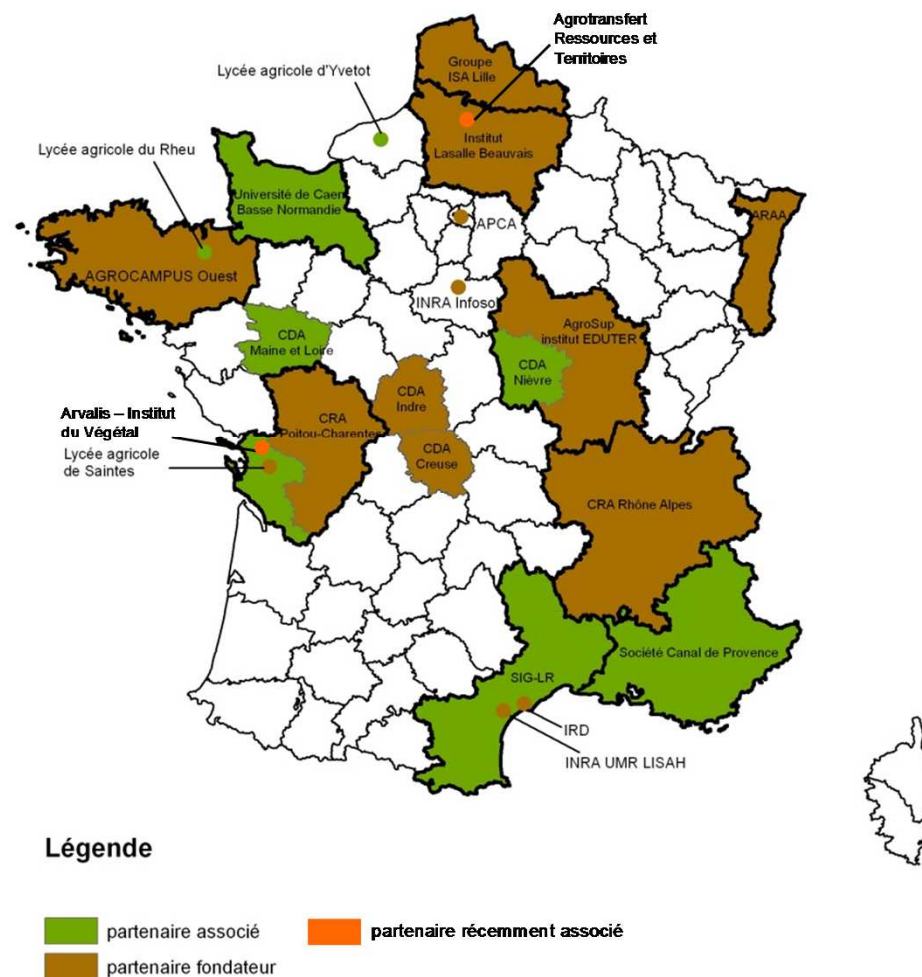 Agrotransfert
Ressources et
Territoires
Groupe
ISA Lille
Lycée agricole d'Yvetot
Institut
Lasalle Beauvais
Lycée agricole du Rheu
Université de Caen
Basse Normandie
APCA
ARAA
AGROCAMPUS Ouest
INRA Infosol
AgroSup
institut EDUTER
CDA
Maine et Loire
CDA
Nièvre
CDA
Indre
Arvalis – Institut
du Végétal
CRA
Poitou-Charentes
Lycée agricole
de Saintes
CDA
Creuse
CRA Rhône Alpes
Société Canal de Provence
SIG-LR
IRD
INRA UMR LISAH
Légende
partenaire associé
partenaire récemment associé
partenaire fondateur